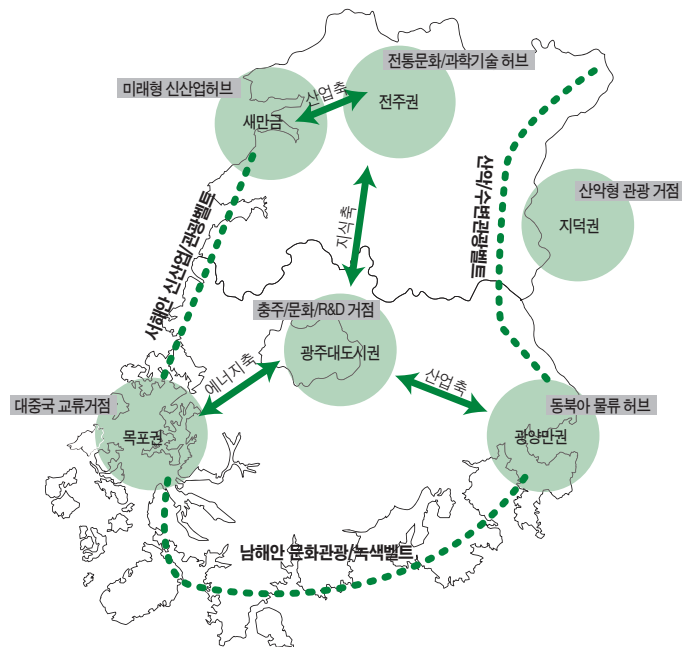 전통문화/과학기술 허브
미래형 신산업허브
산업축
전주권
새만금
산악/수변관광벨트
산악형 관광 거점
지덕권
지식축
서해안 신산업/관광벨트
충주/문화/R&D 거점
광주대도시권
에너지축
산업축
대중국 교류거점
동북아 물류 허브
목포권
광양만권
남해안 문화관광/녹색벨트